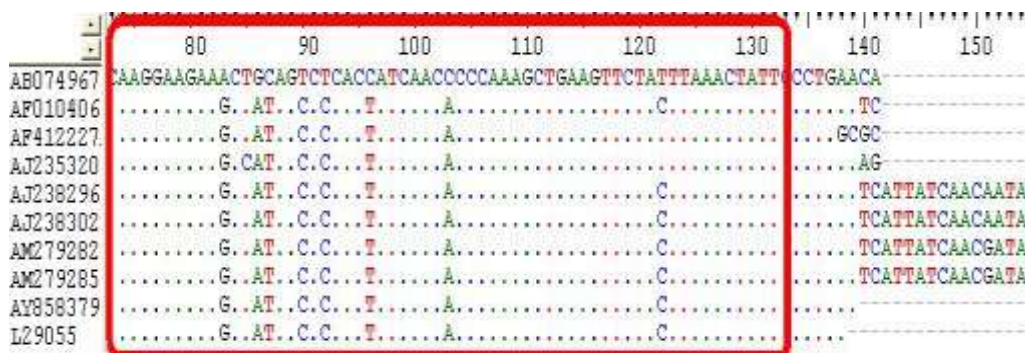 80 90 100 110 120 130 140 150
AB074967 CAAGGAAGAAACTGCAGTCTCACCATCAACCCCCAAAGCTGAAGTTCTATTTAAACTATTCCCTGAACA-------------
AF010406 ..........G..AT..C.C...T......A..................C.................TC-------------
AF412227 ..........G..AT..C.C...T......A..................................GCGC-------------
AJ235320 ..........G.CAT..C.C...T......A....................................AG-------------
AJ238296 ..........G..AT..C.C...T......A..................C.................TCATTATCAACAATA
AJ238302 ..........G..AT..C.C...T......A..................C.................TCATTATCAACAATA
AM279282 ..........G..AT..C.C...T......A..................C.................TCATTATCAACGATA
AM279285 ..........G..AT..C.C...T......A..................C.................TCATTATCAACGATA
AY858379 ..........G..AT..C.C...T......A..................C.................---------------
L29055 ..........G..AT..C.C...T......A..................C................----------------